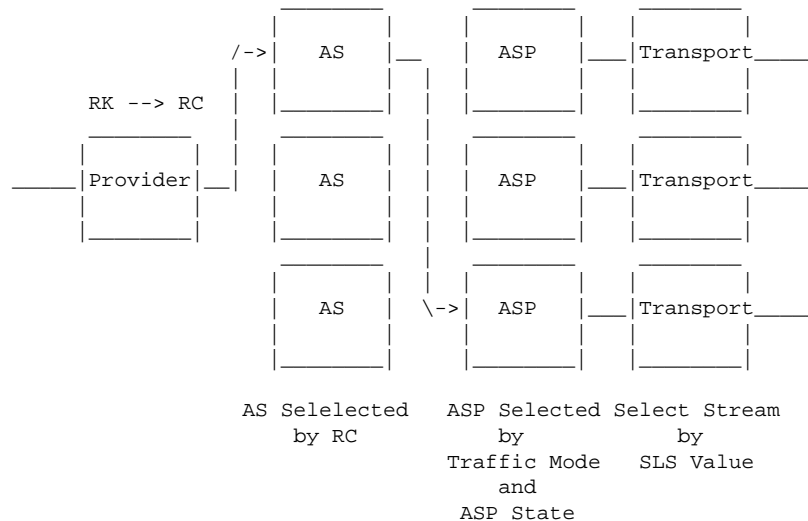 AS ASP Transport
RK --> RC
Provider AS ASP Transport
AS ASP Transport
AS Selelected ASP Selected Select Stream
by RC by by
Traffic Mode SLS Value
and
ASP State